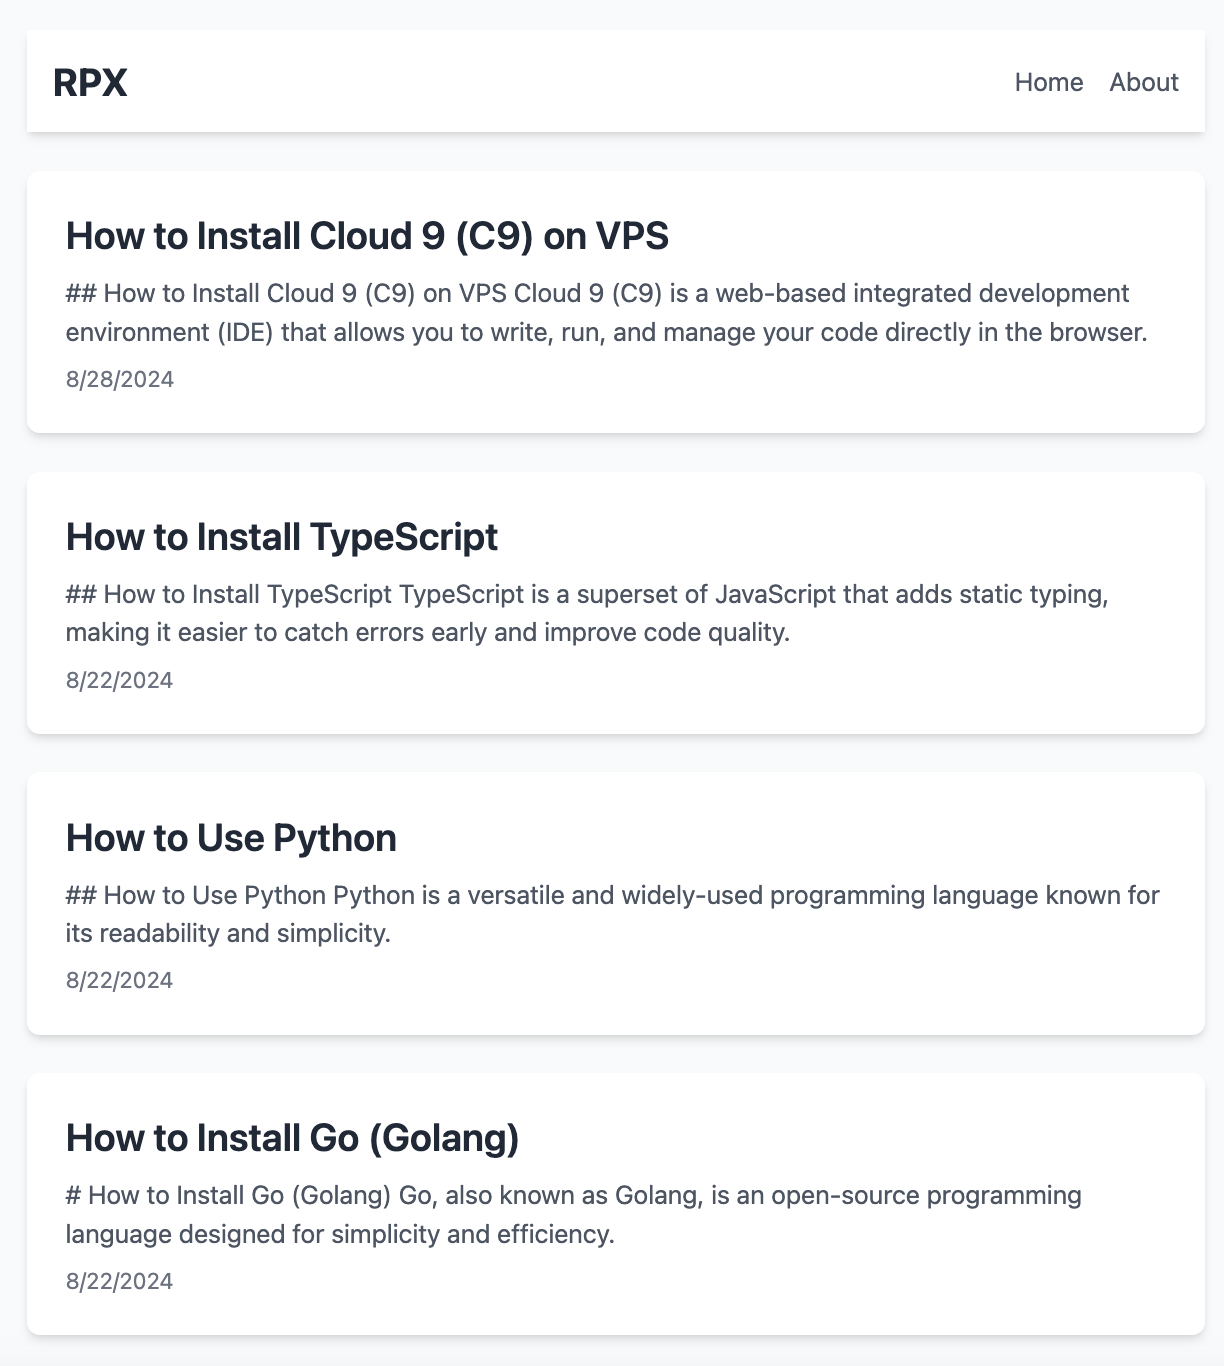 RPX
Home About
How to Install Cloud 9 (C9) on VPS
## How to Install Cloud 9 (C9) on VPS Cloud 9 (C9) is a web-based integrated development
environment (IDE) that allows you to write, run, and manage your code directly in the browser.
8/28/2024
How to Install TypeScript
## How to Install TypeScript TypeScript is a superset of JavaScript that adds static typing,
making it easier to catch errors early and improve code quality.
8/22/2024
How to Use Python
## How to Use Python Python is a versatile and widely-used programming language known for
its readability and simplicity.
8/22/2024
How to Install Go (Golang)
# How to Install Go (Golang) Go, also known as Golang, is an open-source programming
language designed for simplicity and efficiency.
8/22/2024